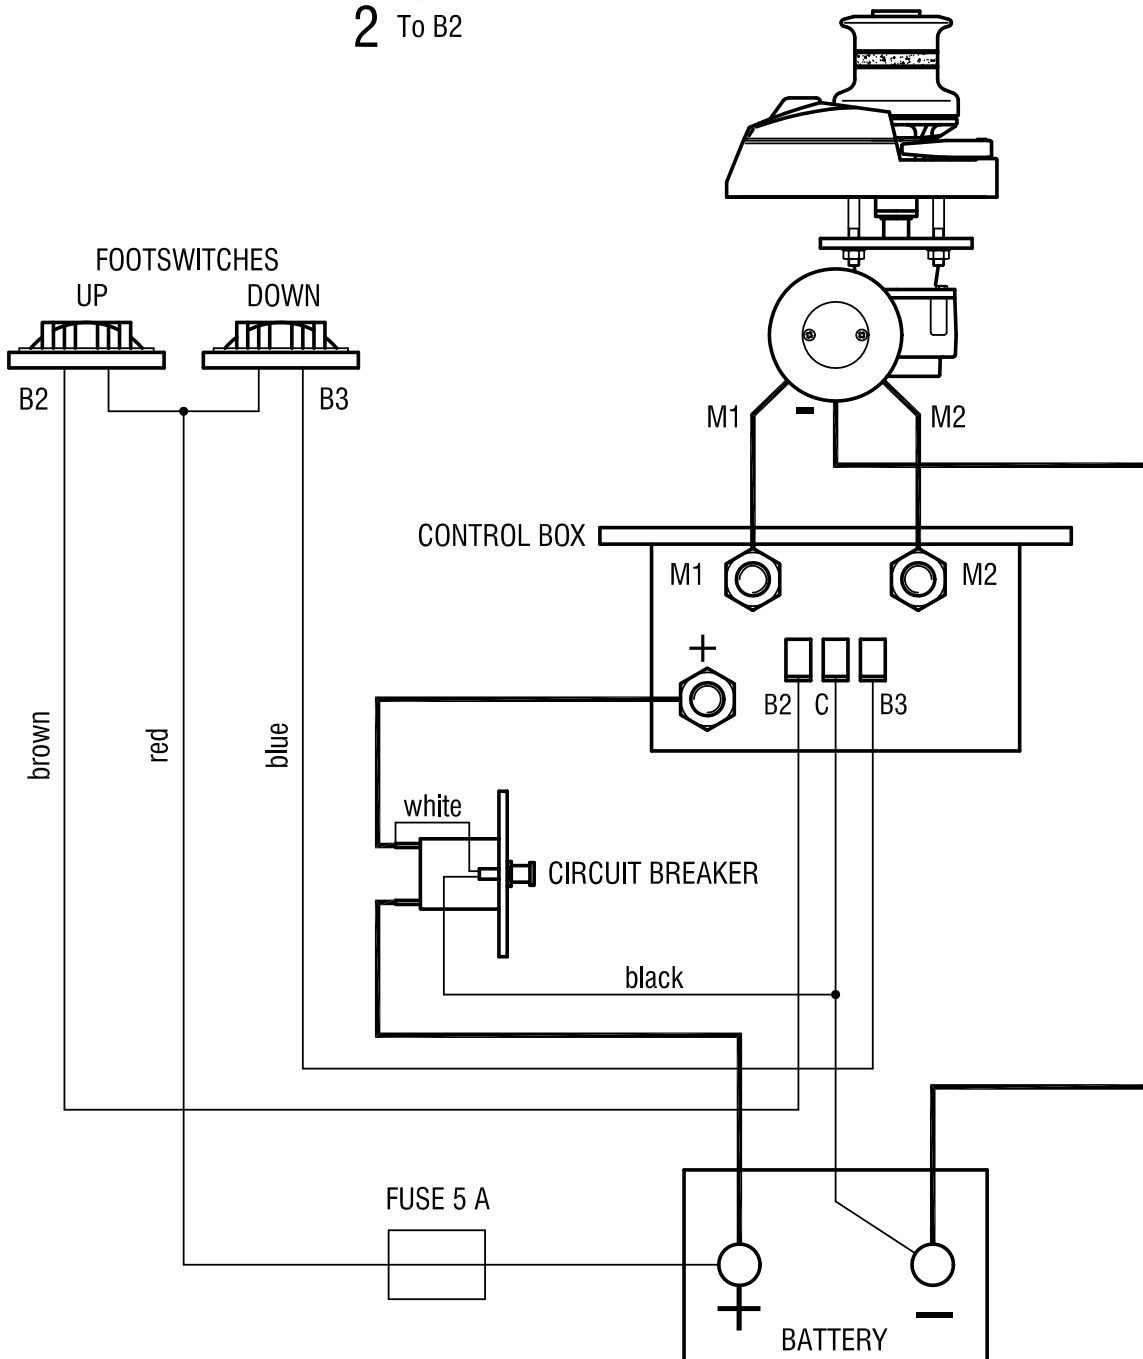 2 To B2
FOOTSWITCHES
UP
DOWN
B2
B3
M1
-
M2
CONTROL BOX
M1
M2
+
B2
C
B3
brown
red
blue
white
CIRCUIT BREAKER
black
FUSE 5 A
+
—
BATTERY